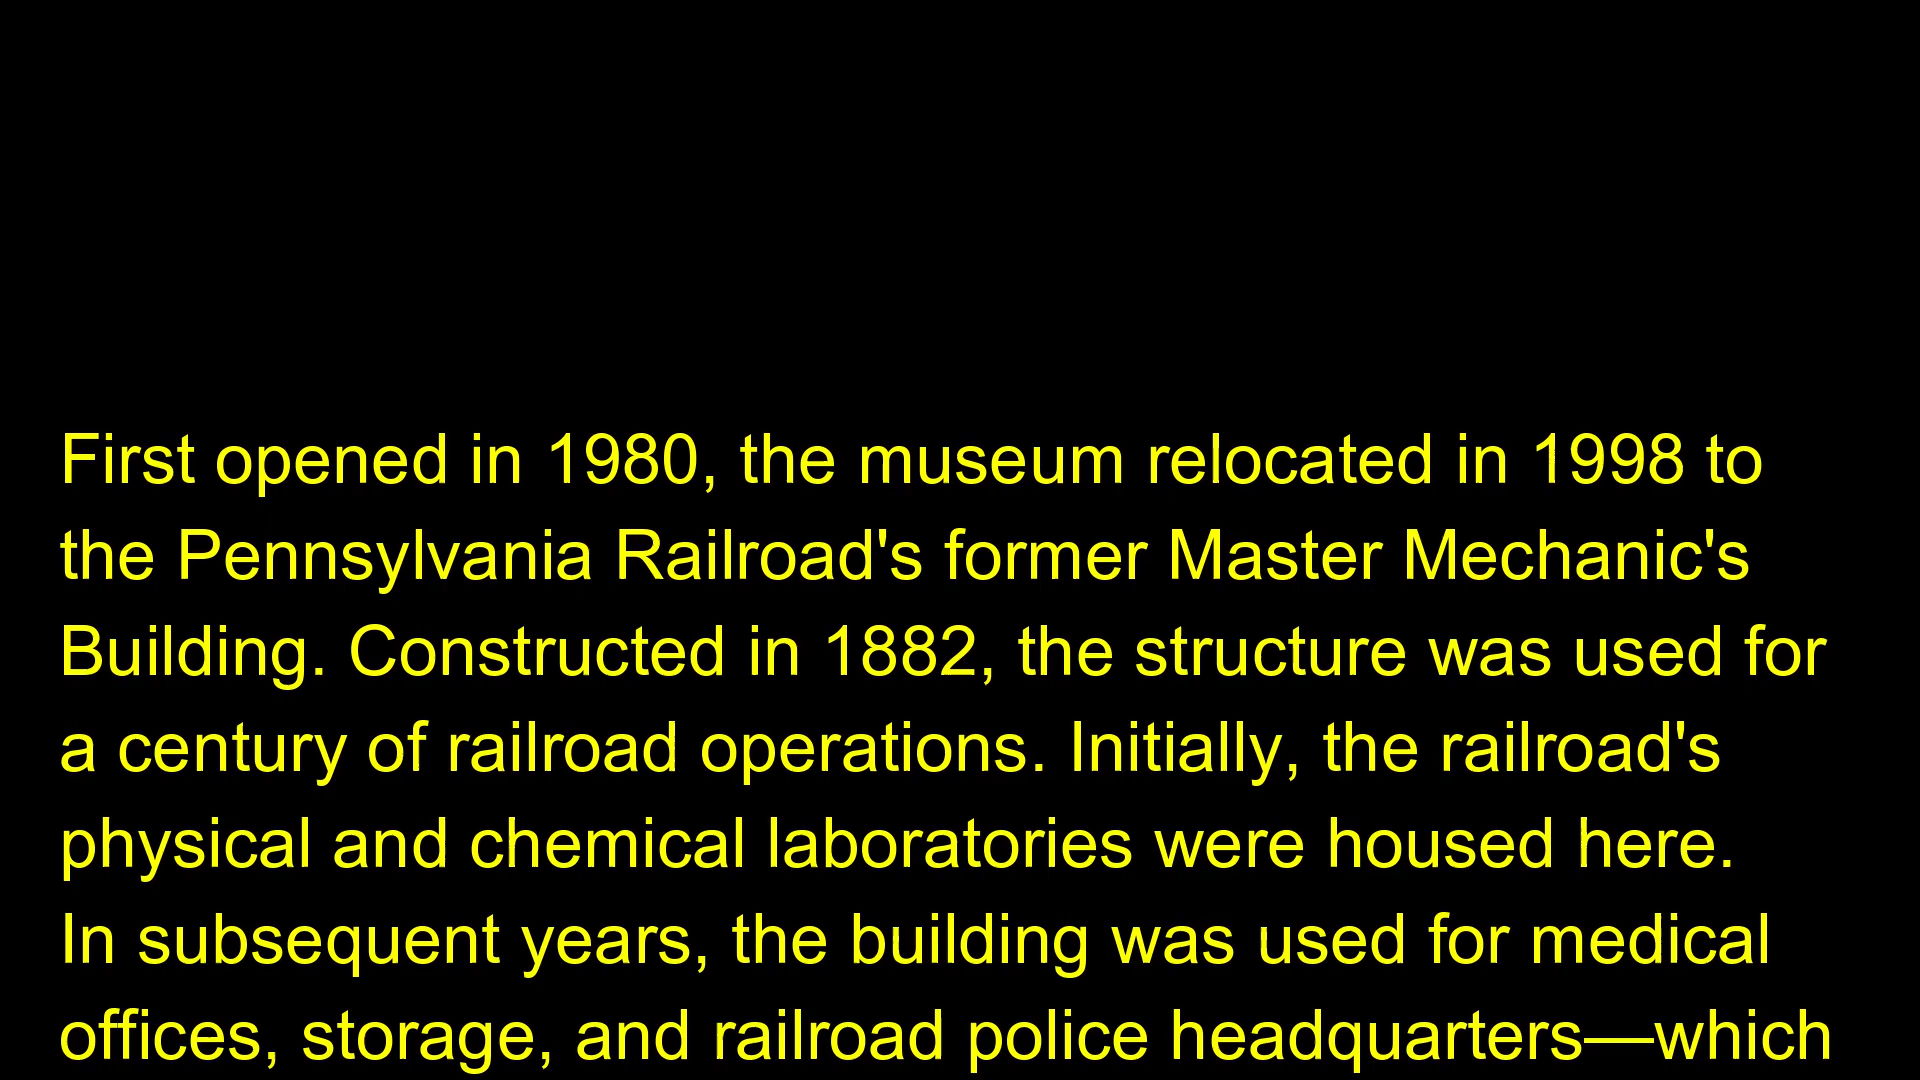 First opened in 1980, the museum relocated in 1998 to
the Pennsylvania Railroad's former Master Mechanic's
Building. Constructed in 1882, the structure was used for
a century of railroad operations. Initially, the railroad's
physical and chemical laboratories were housed here.
In subsequent years, the building was used for medical
offices, storage, and railroad police headquarters—which